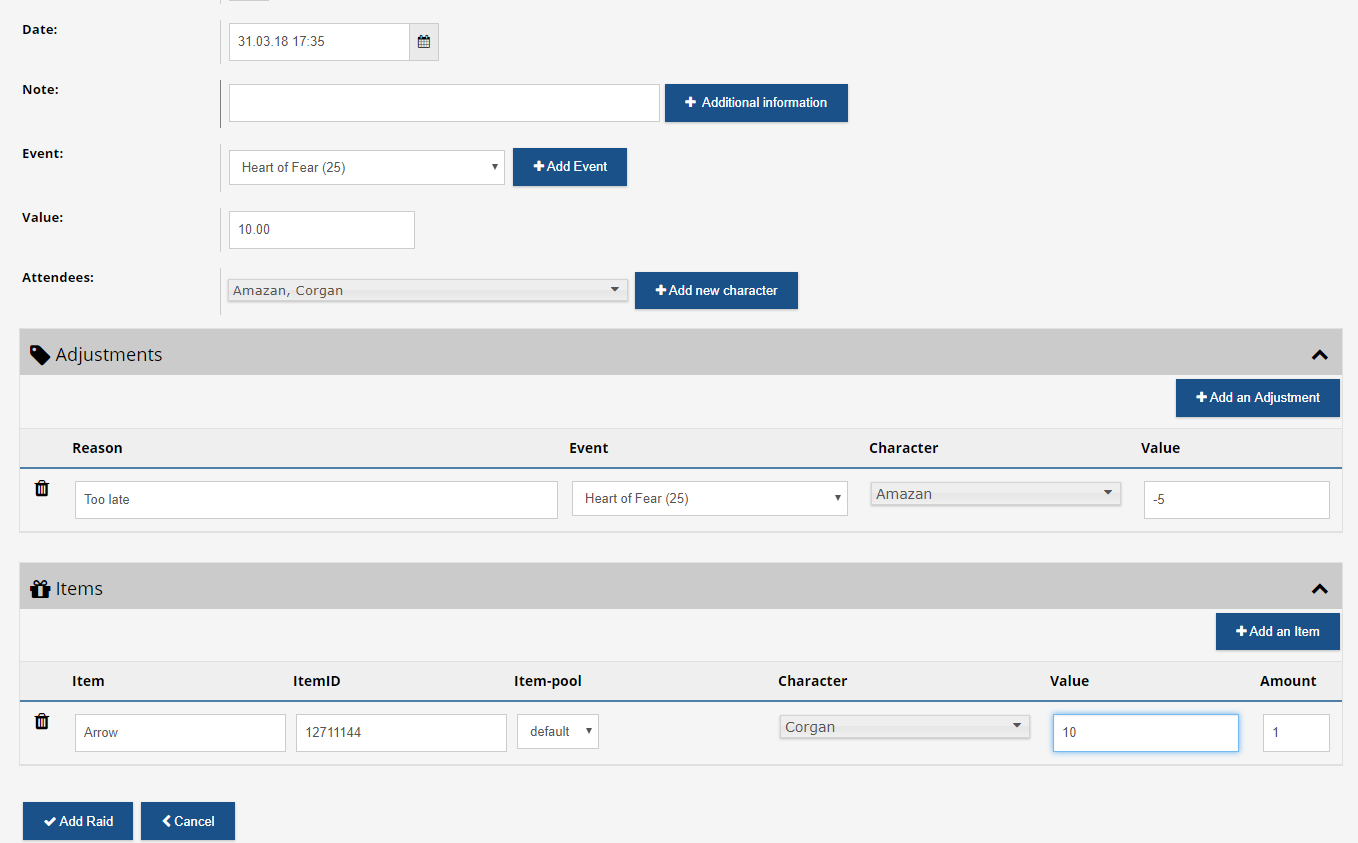 Date:
31.03.18 17:35
Note:
Additional information
Event:
Heart of Fear (25)
Add Event
Value:
10.00
Attendees:
Amazan, Corgan
Add new character
Adjustments
Add an Adjustment
Reason Event Character Value
Too late Heart of Fear (25) Amazan -5
Items
Add an Item
Item ItemID Item-pool Character Value Amount
Arrow 12711144 default Corgan 10 1
Add Raid Cancel